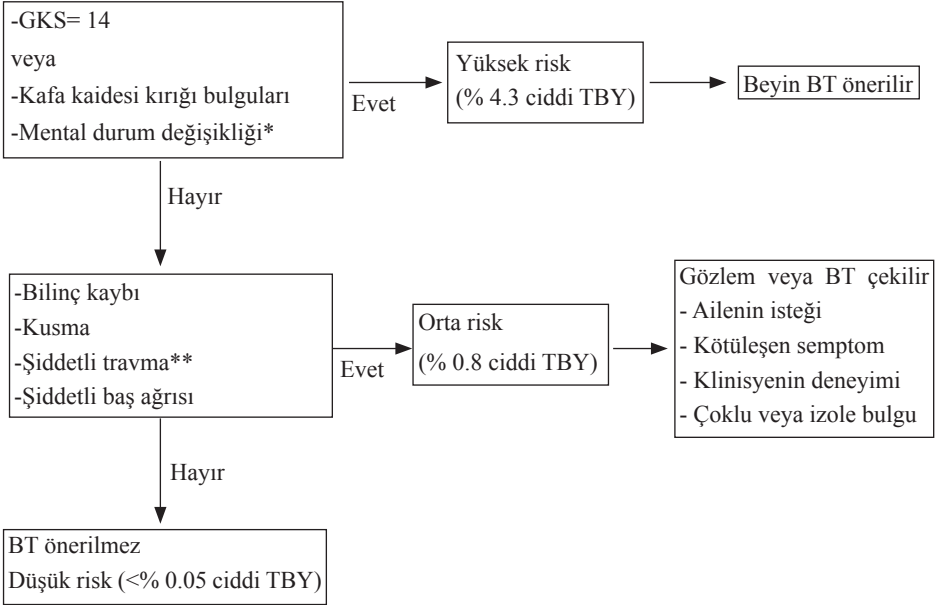 -GKS= 14
veya
-Kafa kaidesi kırığı bulguları
-Mental durum değişikliği*
Evet
Yüksek risk
(% 4.3 ciddi TBY)
Beyin BT önerilir
Hayır
-Bilinç kaybı
-Kusma
-Şiddetli travma**
-Şiddetli baş ağrısı
Evet
Orta risk
(% 0.8 ciddi TBY)
Gözlem veya BT çekilir
- Ailenin isteği
- Kötüleşen semptom
- Klinisyenin deneyimi
- Çoklu veya izole bulgu
Hayır
BT önerilmez
Düşük risk (<% 0.05 ciddi TBY)